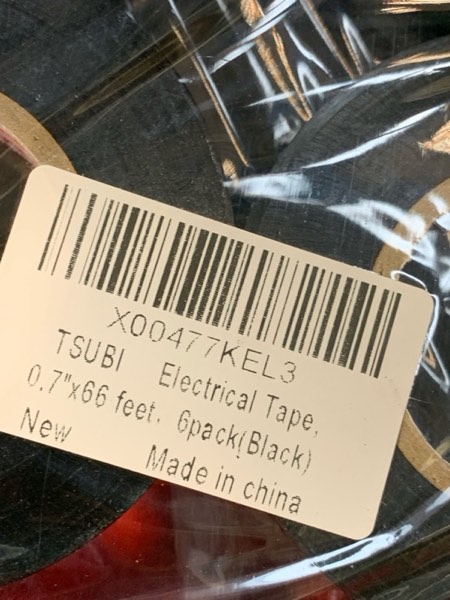 X00477KEL3
TSUBI Electrical Tape,
0.7"x66 feet, 6pack(Black)
New
Made in china